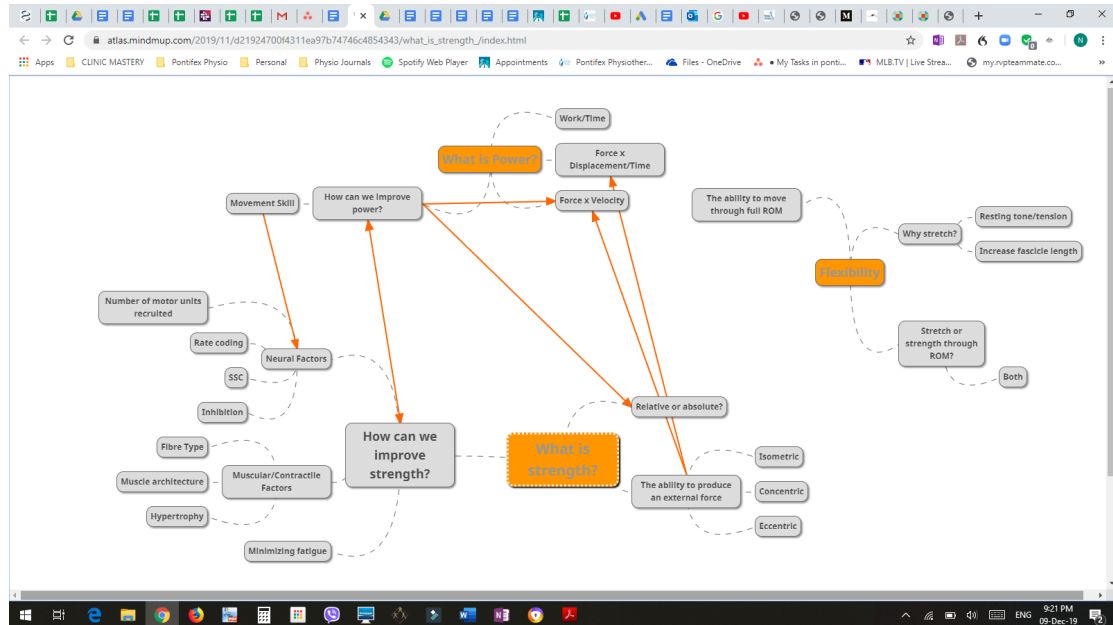 atlas.mindmup.com/2019/11/d21924700f4311ea97b74746c4854343/what_is_strength_/index.html
Apps
CLINIC MASTERY
Pontifex Physio
Personal
Physio Journals
Spotify Web Player
Appointments
Pontifex Physiother...
Files - OneDrive
• My Tasks in ponti...
MLB.TV | Live Strea...
my.rvpteammate.co...
»
Work/Time
What is Power?
Force x
Displacement/Time
Force x Velocity
Movement Skill
How can we improve
power?
The ability to move
through full ROM
Why stretch?
Resting tone/tension
Increase fascicle length
Flexibility
Stretch or
strength through
ROM?
Both
Number of motor units
recruited
Rate coding
Neural Factors
SSC
Inhibition
Fibre Type
Muscle architecture
Muscular/Contractile
Factors
Hypertrophy
Minimizing fatigue
How can we
improve
strength?
What is
strength?
Relative or absolute?
The ability to produce
an external force
Isometric
Concentric
Eccentric
ENG
9:21 PM
09-Dec-19